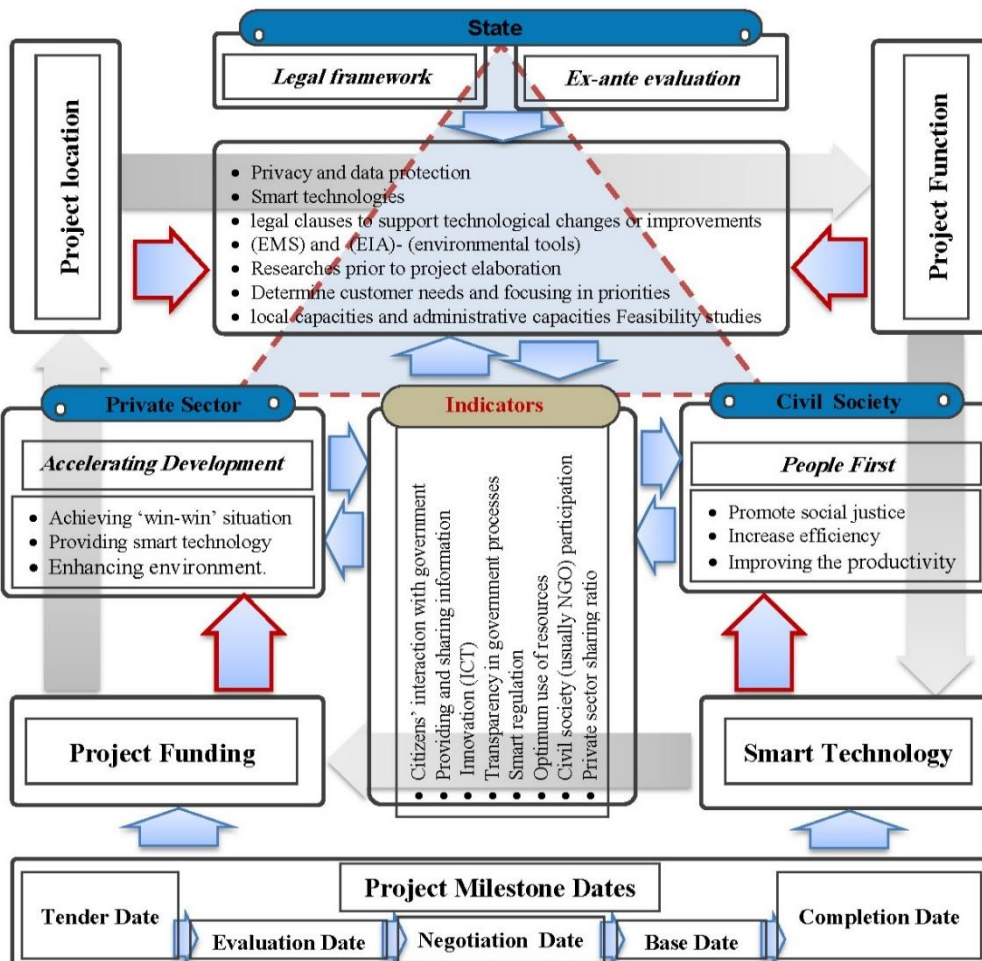 State
Legal framework
Ex-ante evaluation
Project location
Project Function
Privacy and data protection
Smart technologies
legal clauses to support technological changes or improvements
(EMS) and (EIA)- (environmental tools)
Researches prior to project elaboration
Determine customer needs and focusing in priorities
local capacities and administrative capacities Feasibility studies
Private Sector
Accelerating Development
Achieving ‘win-win’ situation
Providing smart technology
Enhancing environment.
Indicators
Citizens’ interaction with government
Providing and sharing information
Innovation (ICT)
Transparency in government processes
Smart regulation
Optimum use of resources
Civil society (usually NGO) participation
Private sector sharing ratio
Civil Society
People First
Promote social justice
Increase efficiency
Improving the productivity
Project Funding
Smart Technology
Project Milestone Dates
Tender Date
Evaluation Date
Negotiation Date
Base Date
Completion Date